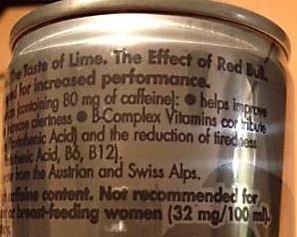 the Taste of Lime. The Effect of Red Bull.
for increased performance.
containing 80 mg of caffeine): ● helps improve
alertness ● B-Complex Vitamins contribute
Acid) and the reduction of tiredness
Acid, B6, B12).
from the Austrian and Swiss Alps.
caffeine content. Not recommended for
or breast-feeding women (32 mg/100 ml).